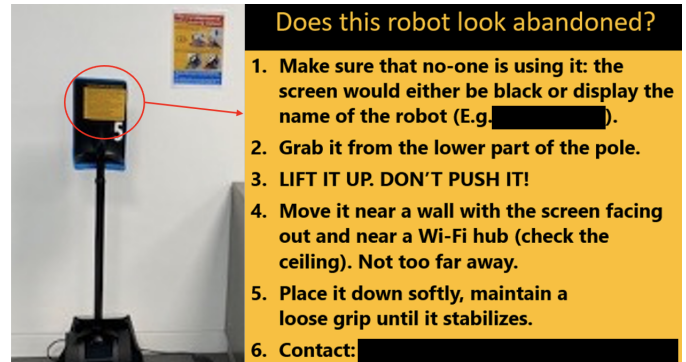 5
Does this robot look abandoned?
1. Make sure that no-one is using it: the
screen would either be black or display the
name of the robot (E.g. ).
2. Grab it from the lower part of the pole.
3. LIFT IT UP. DON'T PUSH IT!
4. Move it near a wall with the screen facing
out and near a Wi-Fi hub (check the
ceiling). Not too far away.
5. Place it down softly, maintain a
loose grip until it stabilizes.
6. Contact: